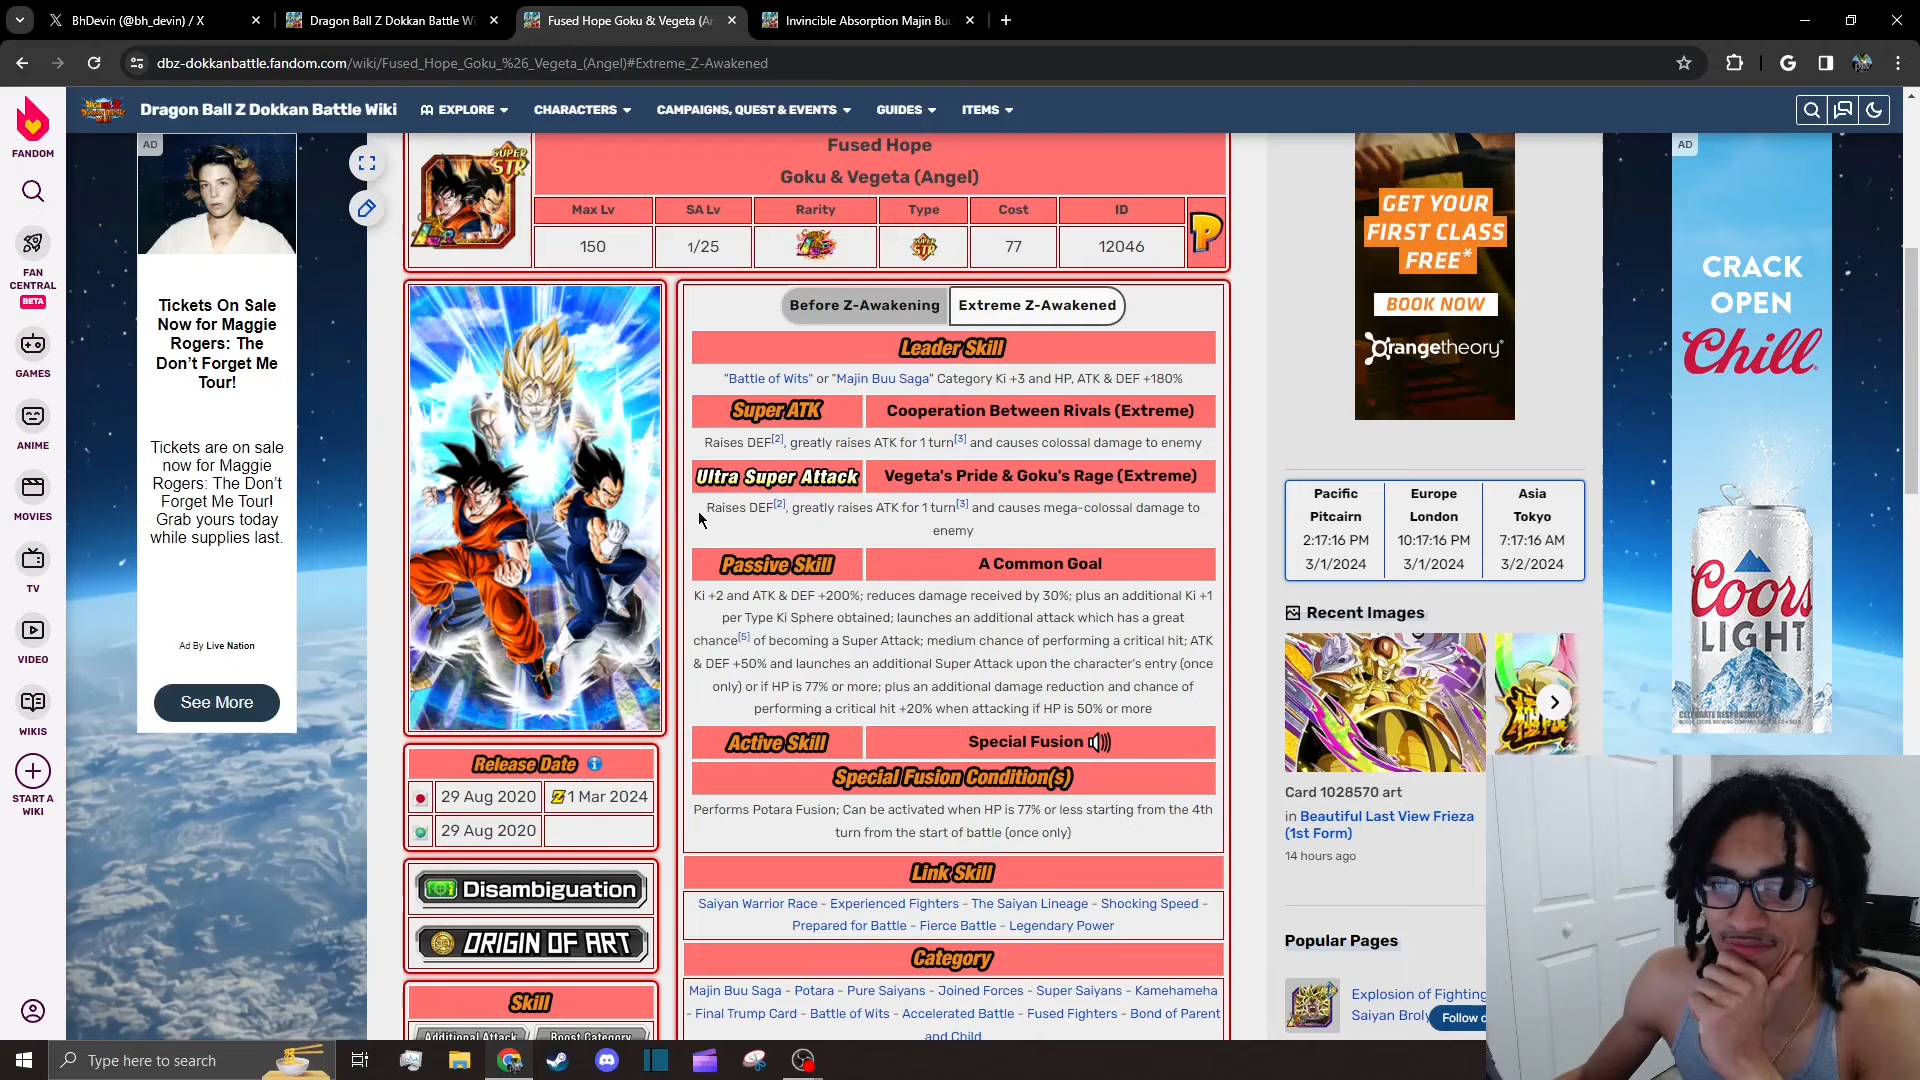 BhDevin (@bh_devin) / X
Dragon Ball Z Dokkan Battle Wi
Fused Hope Goku & Vegeta (An
Invincible Absorption Majin Buu
dbz-dokkanbattle.fandom.com/wiki/Fused_Hope_Goku_%26_Vegeta_(Angel)#Extreme_Z-Awakened
Dragon Ball Z Dokkan Battle Wiki
EXPLORE
CHARACTERS
CAMPAIGNS, QUEST & EVENTS
GUIDES
ITEMS
FANDOM
FAN
CENTRAL
BETA
GAMES
ANIME
MOVIES
TV
VIDEO
WIKIS
START A
WIKI
AD
Tickets On Sale
Now for Maggie
Rogers: The
Don't Forget Me
Tour!
Tickets are on sale
now for Maggie
Rogers: The Don't
Forget Me Tour!
Grab yours today
while supplies last.
Ad By Live Nation
See More
SUPER
STR
LR
Fused Hope
Goku & Vegeta (Angel)
Max Lv
SA Lv
Rarity
Type
Cost
ID
150
1/25
LR
SUPER
STR
77
12046
P
Before Z-Awakening
Extreme Z-Awakened
Leader Skill
"Battle of Wits" or "Majin Buu Saga" Category Ki +3 and HP, ATK & DEF +180%
Super ATK
Cooperation Between Rivals (Extreme)
Raises DEF[2], greatly raises ATK for 1 turn[3] and causes colossal damage to enemy
Ultra Super Attack
Vegeta's Pride & Goku's Rage (Extreme)
Raises DEF[2], greatly raises ATK for 1 turn[3] and causes mega-colossal damage to
enemy
Passive Skill
A Common Goal
Ki +2 and ATK & DEF +200%; reduces damage received by 30%; plus an additional Ki +1
per Type Ki Sphere obtained; launches an additional attack which has a great
chance[5] of becoming a Super Attack; medium chance of performing a critical hit; ATK
& DEF +50% and launches an additional Super Attack upon the character's entry (once
only) or if HP is 77% or more; plus an additional damage reduction and chance of
performing a critical hit +20% when attacking if HP is 50% or more
Active Skill
Special Fusion
Special Fusion Condition(s)
Performs Potara Fusion; Can be activated when HP is 77% or less starting from the 4th
turn from the start of battle (once only)
Link Skill
Saiyan Warrior Race - Experienced Fighters - The Saiyan Lineage - Shocking Speed -
Prepared for Battle - Fierce Battle - Legendary Power
Category
Majin Buu Saga - Potara - Pure Saiyans - Joined Forces - Super Saiyans - Kamehameha
- Final Trump Card - Battle of Wits - Accelerated Battle - Fused Fighters - Bond of Parent
and Child
Release Date
29 Aug 2020
Z 1 Mar 2024
29 Aug 2020
Disambiguation
ORIGIN OF ART
Skill
Additional Attack
Boost Category
GET YOUR
FIRST CLASS
FREE*
BOOK NOW
Orangetheory
Pacific
Pitcairn
2:17:16 PM
3/1/2024
Europe
London
10:17:16 PM
3/1/2024
Asia
Tokyo
7:17:16 AM
3/2/2024
Recent Images
Card 1028570 art
in Beautiful Last View Frieza
(1st Form)
14 hours ago
Popular Pages
Explosion of Fighting
Saiyan Broly
Follow
AD
CRACK
OPEN
Chill
Coors
LIGHT
Type here to search